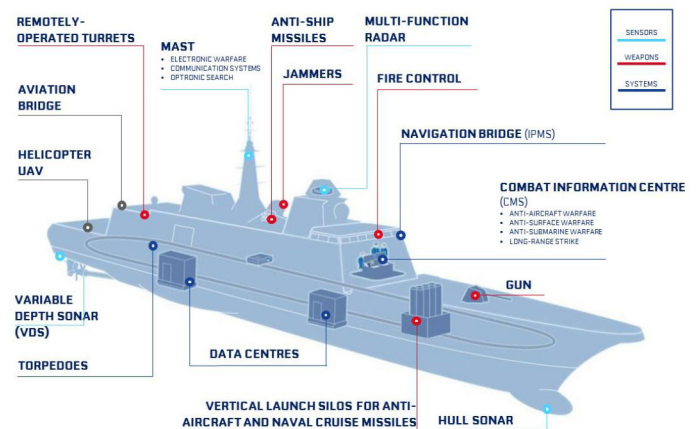 REMOTELY-
OPERATED TURRETS
MAST
• ELECTRONIC WARFARE
• COMMUNICATION SYSTEMS
• OPTRONIC SEARCH
ANTI-SHIP
MISSILES
JAMMERS
MULTI-FUNCTION
RADAR
FIRE CONTROL
SENSORS
WEAPONS
SYSTEMS
AVIATION
BRIDGE
HELICOPTER
UAV
NAVIGATION BRIDGE (IPMS)
COMBAT INFORMATION CENTRE
(CMS)
• ANTI-AIRCRAFT WARFARE
• ANTI-SURFACE WARFARE
• ANTI-SUBMARINE WARFARE
• LONG-RANGE STRIKE
GUN
VARIABLE
DEPTH SONAR
(VDS)
TORPEDOES
DATA CENTRES
VERTICAL LAUNCH SILOS FOR ANTI-
AIRCRAFT AND NAVAL CRUISE MISSILES
HULL SONAR